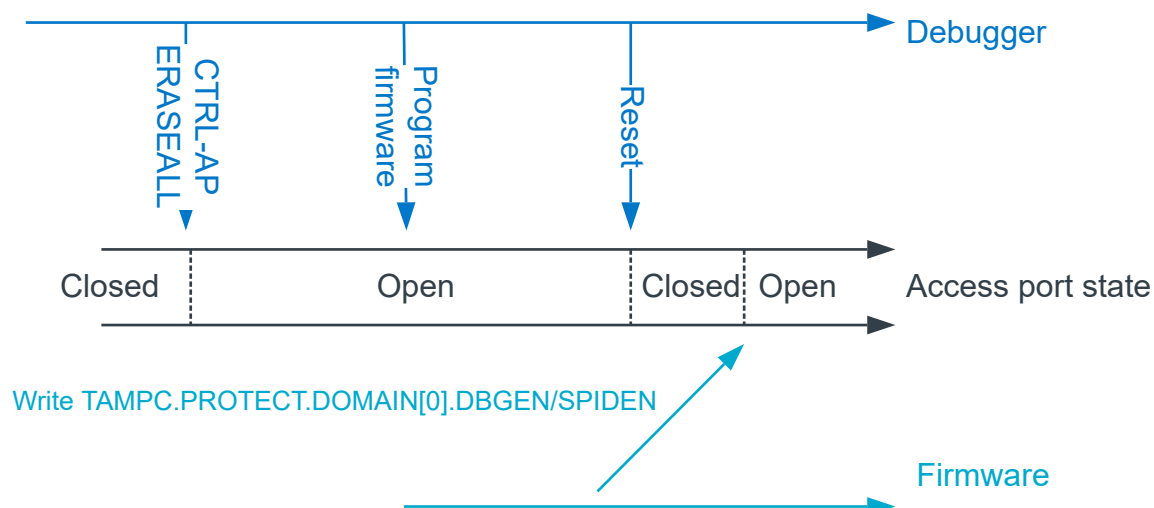 Debugger
CTRL-AP
ERASEALL
Program
firmware
Reset
Closed
Open
Closed
Open
Access port state
Write TAMPC.PROTECT.DOMAIN[0].DBGEN/SPIDEN
Firmware